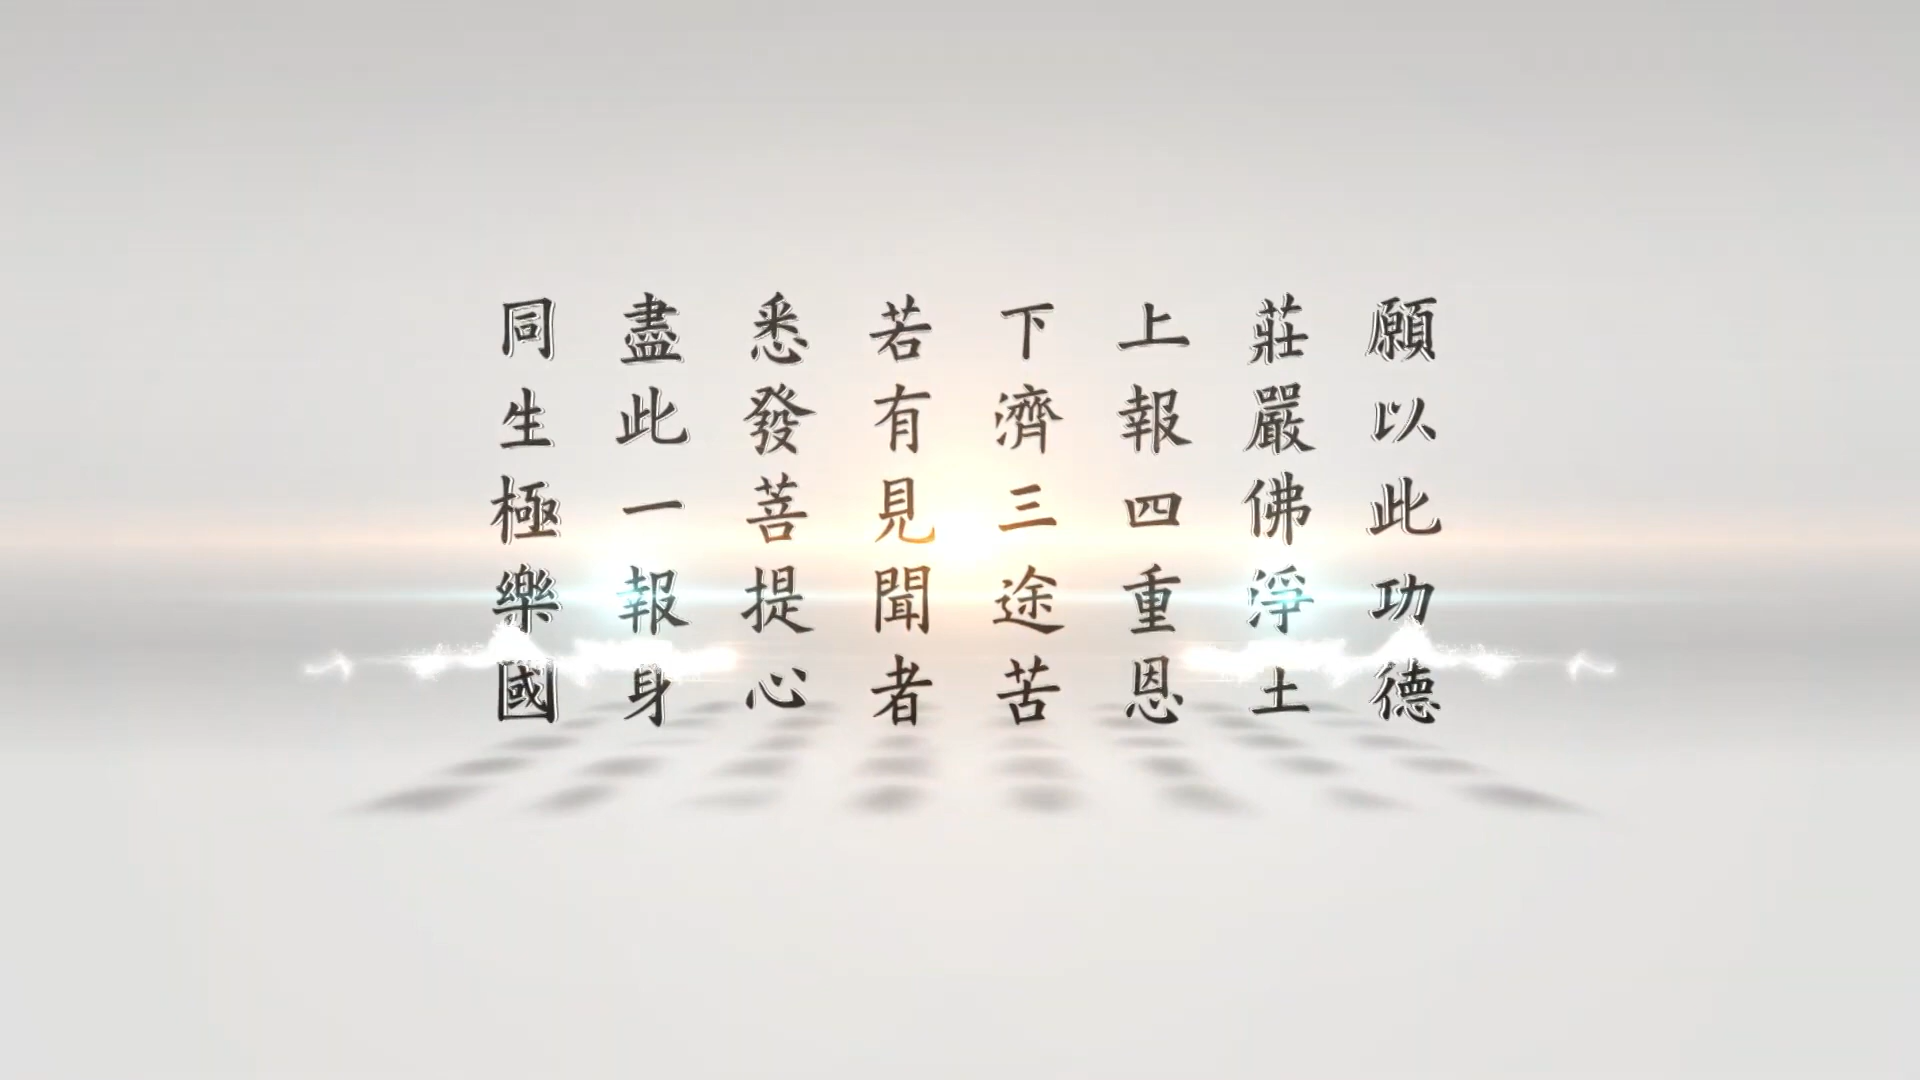 願以此功德
莊嚴佛淨土
上報四重恩
下濟三途苦
若有見聞者
悉發菩提心
盡此一報身
同生極樂國